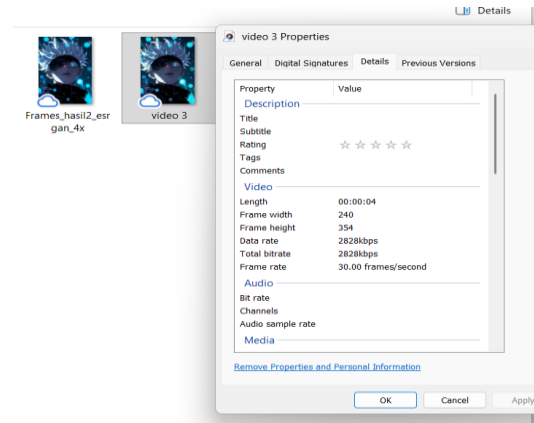 Details
Frames_hasil2_esr
gan_4x
video 3
video 3 Properties
General Digital Signatures Details Previous Versions
Property Value
Description
Title
Subtitle
Rating
Tags
Comments
Video
Length 00:00:04
Frame width 240
Frame height 354
Data rate 2828kbps
Total bitrate 2828kbps
Frame rate 30.00 frames/second
Audio
Bit rate
Channels
Audio sample rate
Media
Remove Properties and Personal Information
OK Cancel Apply